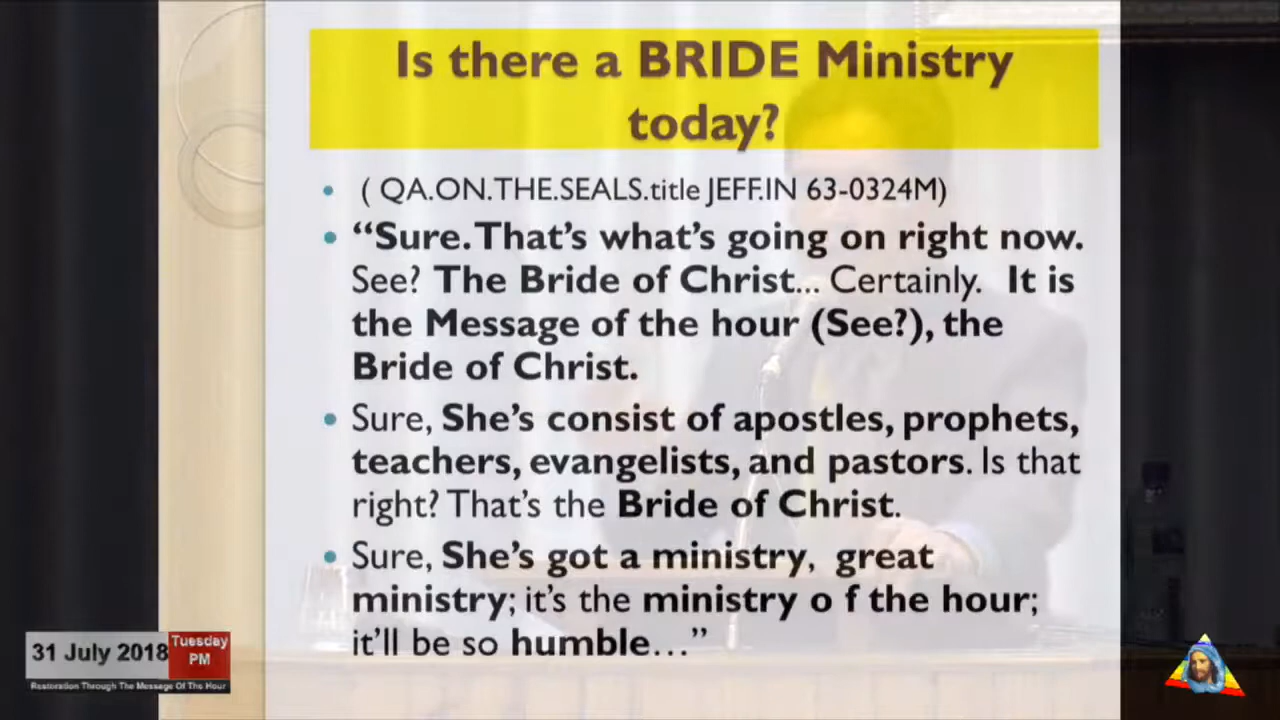 Is there a BRIDE Ministry
today?
( QA.ON.THE.SEALS.title JEFF.IN 63-0324M)
“Sure. That’s what’s going on right now.
See? The Bride of Christ... Certainly. It is
the Message of the hour (See?), the
Bride of Christ.
Sure, She’s consist of apostles, prophets,
teachers, evangelists, and pastors. Is that
right? That’s the Bride of Christ.
Sure, She’s got a ministry, great
ministry; it’s the ministry o f the hour;
it’ll be so humble…”
31 July 2018
Tuesday
PM
Restoration Through The Message Of The Hour